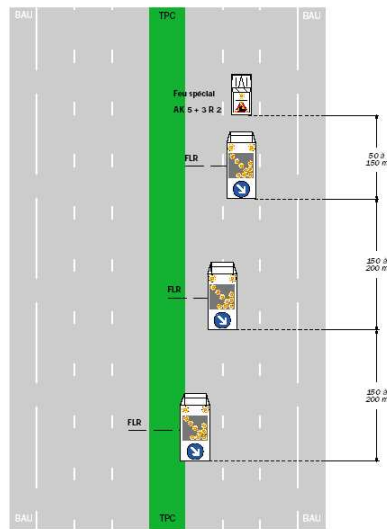 BAU
TPC
BAU
Feu spécial
AK 5 + 3 R 2
FLR
50 à
150 m
150 à
200 m
FLR
150 à
200 m
FLR
BAU
TPC
BAU